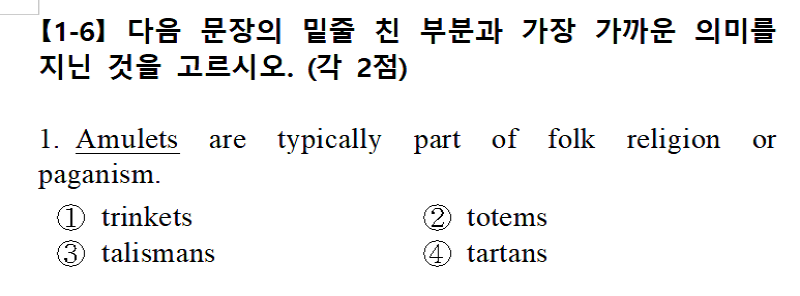 【1-6】 다음 문장의 밑줄 친 부분과 가장 가까운 의미를
지닌 것을 고르시오. (각 2점)
1. Amulets are typically part of folk religion or
paganism.
① trinkets ② totems
③ talismans ④ tartans